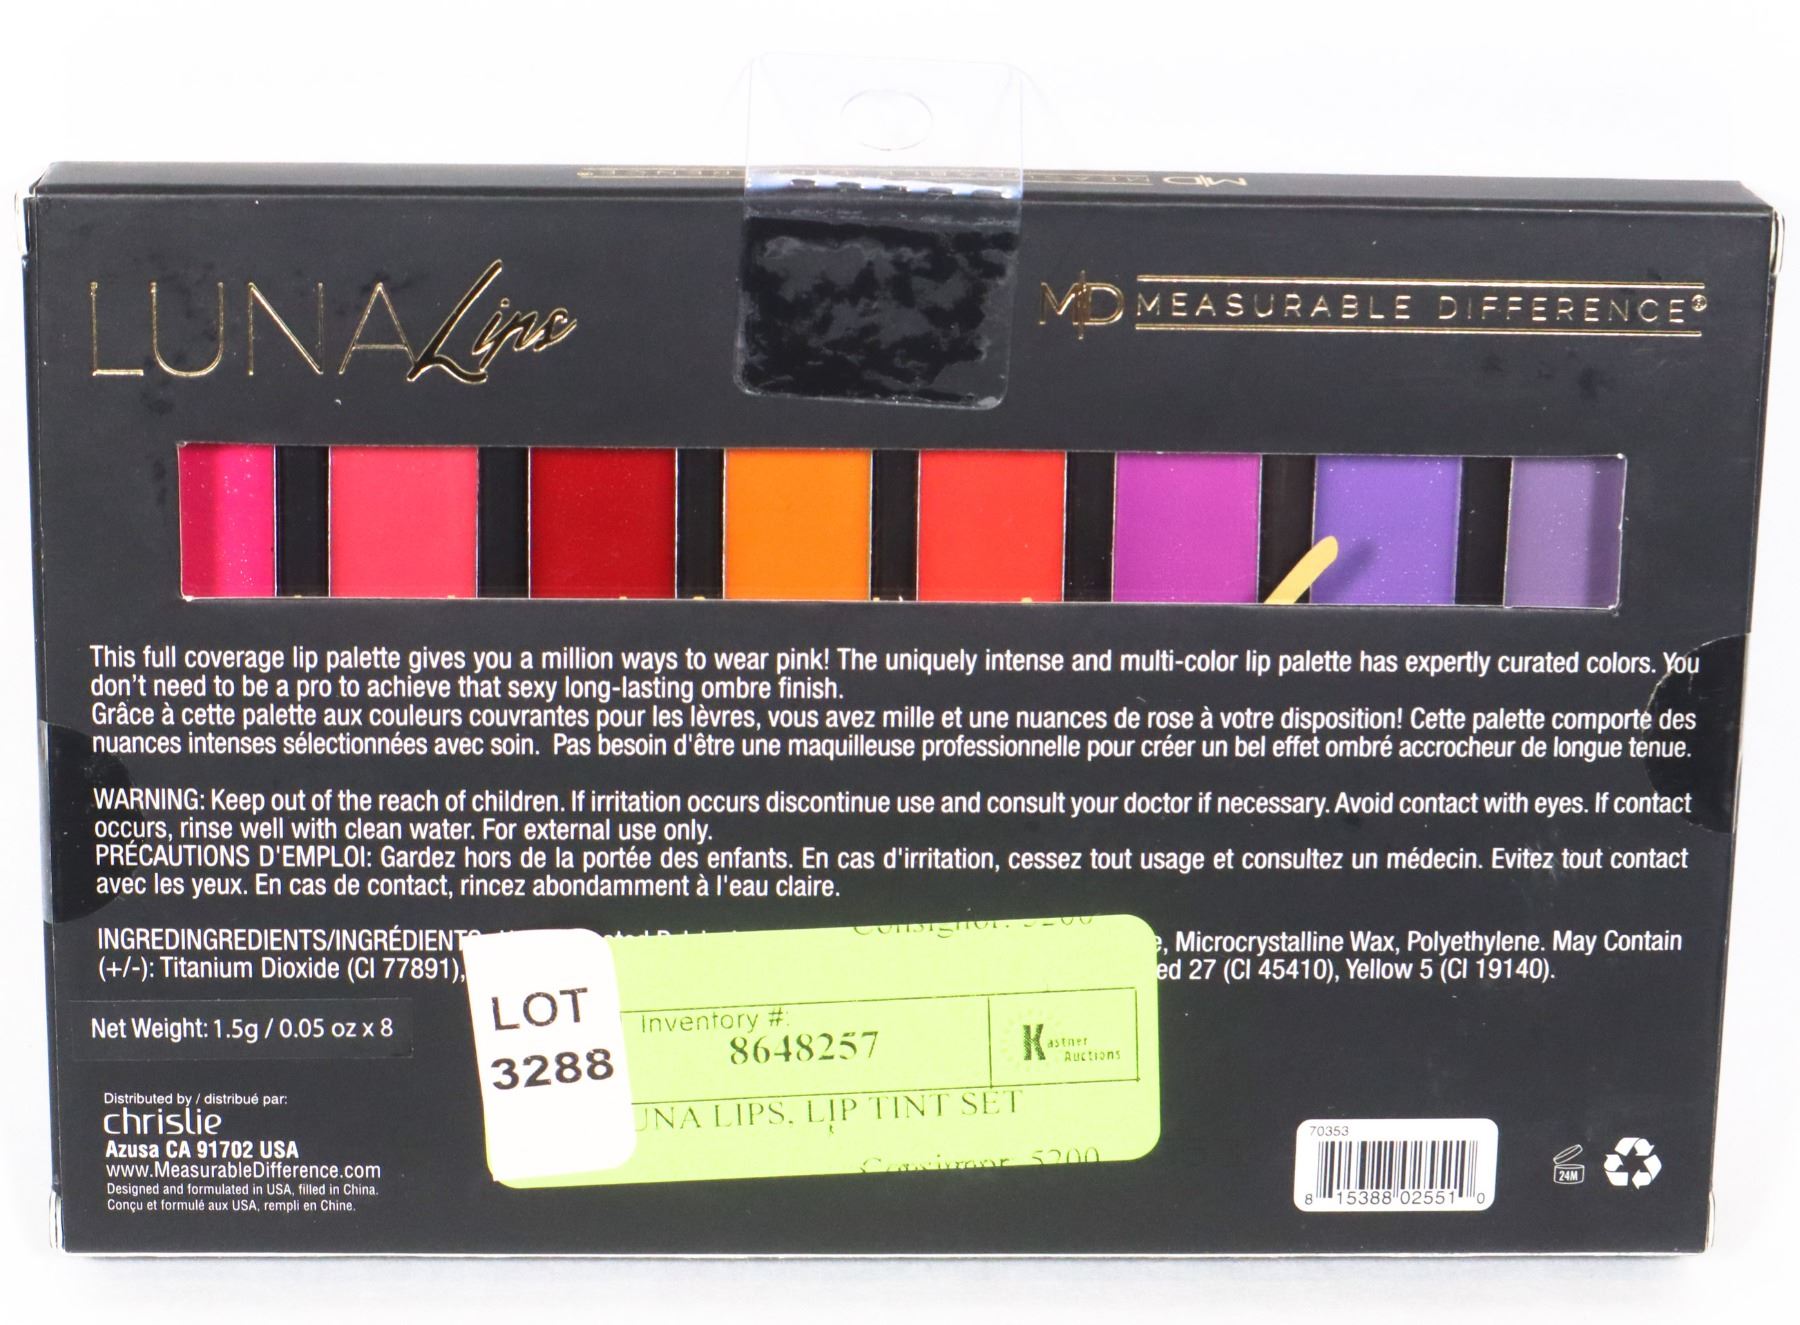 LUNA Lips
MD MEASURABLE DIFFERENCE®
This full coverage lip palette gives you a million ways to wear pink! The uniquely intense and multi-color lip palette has expertly curated colors. You
don't need to be a pro to achieve that sexy long-lasting ombre finish.
Grâce à cette palette aux couleurs couvrantes pour les lèvres, vous avez mille et une nuances de rose à votre disposition! Cette palette comporte des
nuances intenses sélectionnées avec soin. Pas besoin d'être une maquilleuse professionnelle pour créer un bel effet ombré accrocheur de longue tenue.
WARNING: Keep out of the reach of children. If irritation occurs discontinue use and consult your doctor if necessary. Avoid contact with eyes. If contact
occurs, rinse well with clean water. For external use only.
PRÉCAUTIONS D'EMPLOI: Gardez hors de la portée des enfants. En cas d'irritation, cessez tout usage et consultez un médecin. Evitez tout contact
avec les yeux. En cas de contact, rincez abondamment à l'eau claire.
INGREDINGREDIENTS/INGRÉDIENTS Microcrystalline Wax, Polyethylene. May Contain
(+/-): Titanium Dioxide (CI 77891), ed 27 (CI 45410), Yellow 5 (CI 19140).
Consignor: 5200
LOT
3288
Inventory #:
8648257
Kastner
Auctions
UNA LIPS, LIP TINT SET
Consignor 5200
Net Weight: 1.5g / 0.05 oz x 8
Distributed by / distribué par:
chrislie
Azusa CA 91702 USA
www.MeasurableDifference.com
Designed and formulated in USA, filled in China.
Conçu et formulé aux USA, rempli en Chine.
70353
8 15388 02551 0
24M